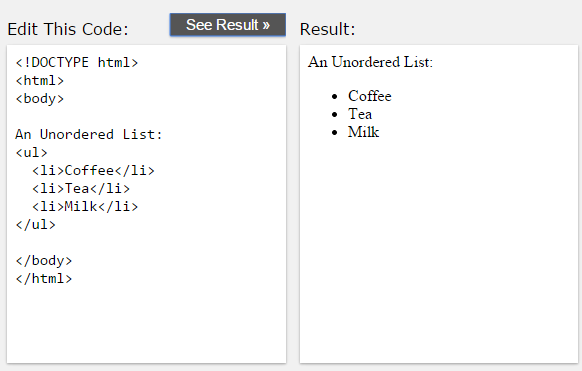 Edit This Code:
See Result »
<!DOCTYPE html>
<html>
<body>

An Unordered List:
<ul>
  <li>Coffee</li>
  <li>Tea</li>
  <li>Milk</li>
</ul>

</body>
</html>
Result:
An Unordered List:
• Coffee
• Tea
• Milk